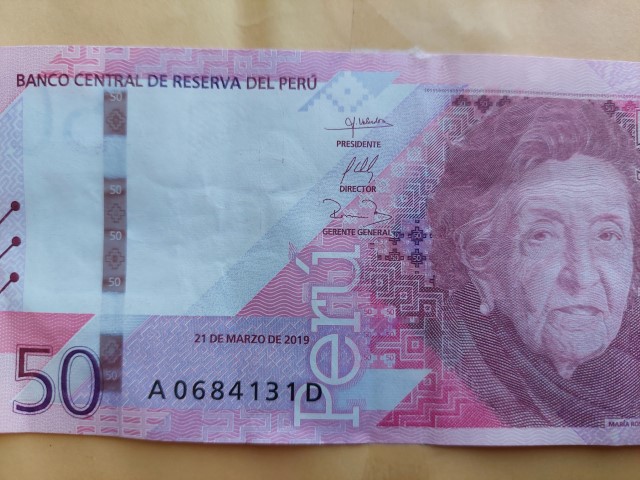 BANCO CENTRAL DE RESERVA DEL PERÚ
50
PRESIDENTE
50
DIRECTOR
50
GERENTE GENERAL
50
Perú
21 DE MARZO DE 2019
50
A0684131D